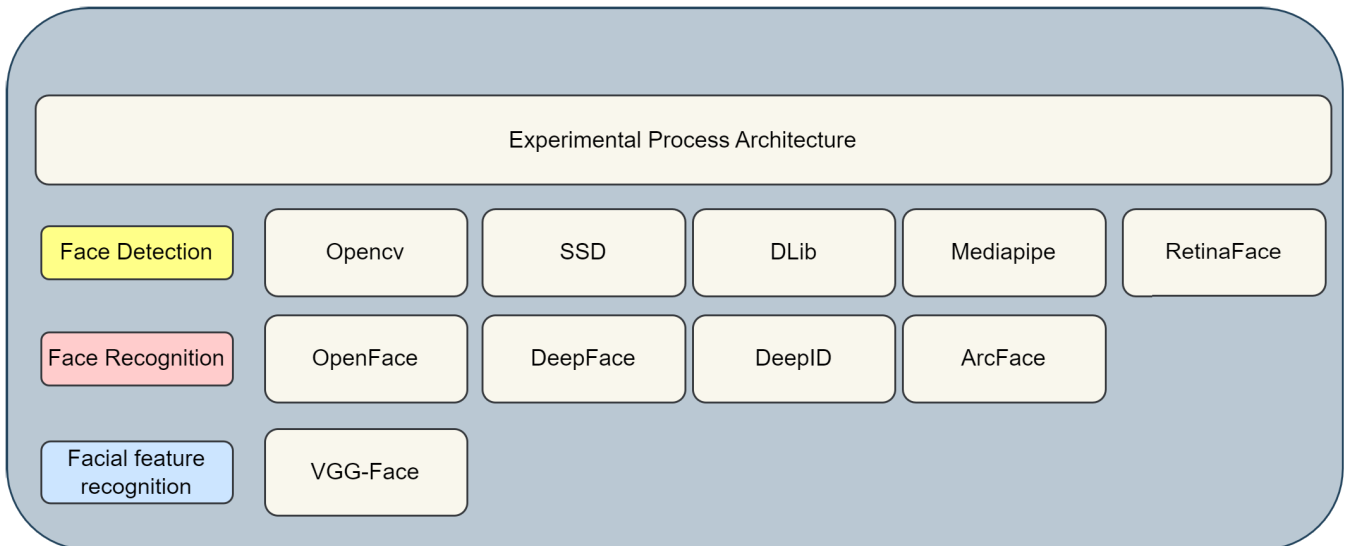 Experimental Process Architecture
Face Detection
Opencv
SSD
DLib
Mediapipe
RetinaFace
Face Recognition
OpenFace
DeepFace
DeepID
ArcFace
Facial feature
recognition
VGG-Face